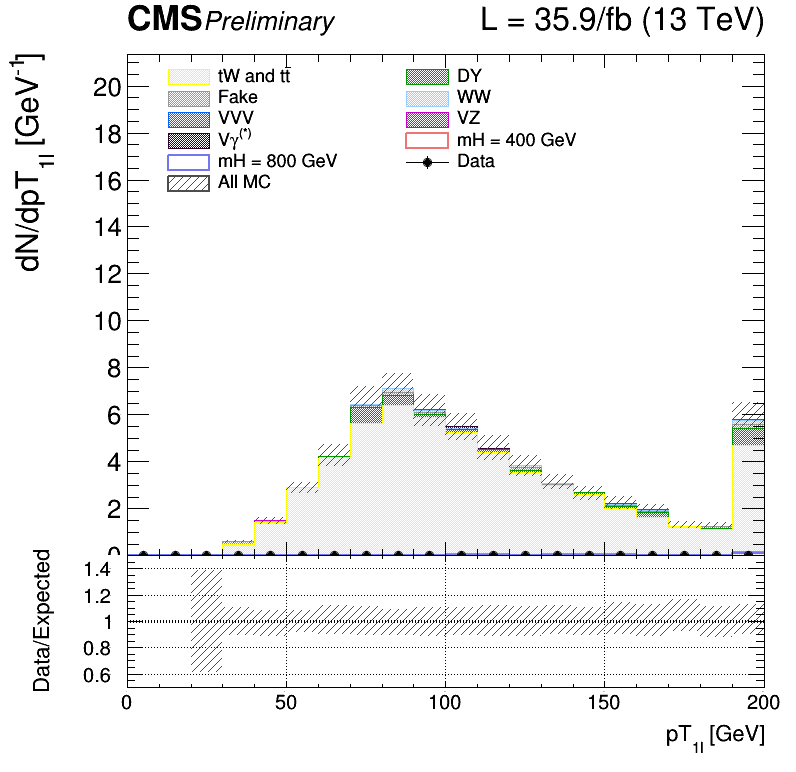 CMS Preliminary L = 35.9/fb (13 TeV)
dN/dpT_1l [GeV^-1]
tW and tt̄ DY
Fake WW
VVV VZ
Vγ^(*) mH = 400 GeV
mH = 800 GeV Data
All MC
20
18
16
14
12
10
8
6
4
2
0
Data/Expected
1.4
1.2
1
0.8
0.6
0 50 100 150 200
pT_1l [GeV]